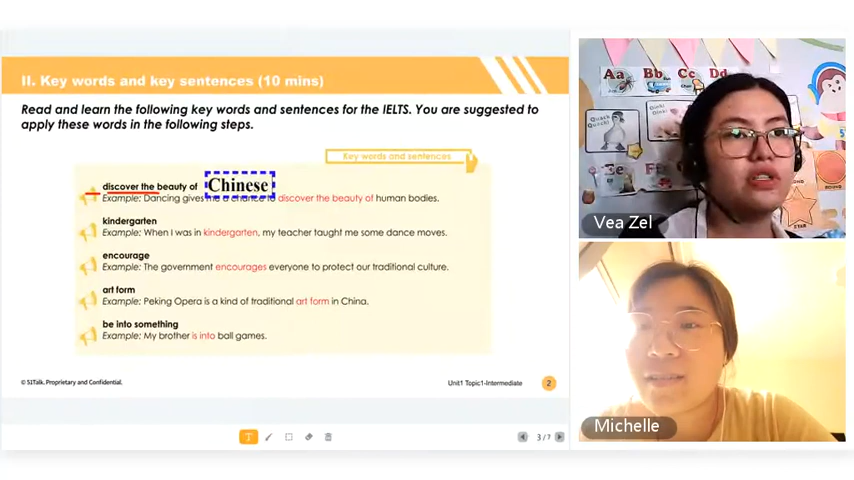 II. Key words and key sentences (10 mins)
Read and learn the following key words and sentences for the IELTS. You are suggested to
apply these words in the following steps.
Key words and sentences
discover the beauty of Chinese
Example: Dancing gives me a chance to discover the beauty of human bodies.
kindergarten
Example: When I was in kindergarten, my teacher taught me some dance moves.
encourage
Example: The government encourages everyone to protect our traditional culture.
art form
Example: Peking Opera is a kind of traditional art form in China.
be into something
Example: My brother is into ball games.
© 51Talk. Proprietary and Confidential.
Unit1 Topic1-Intermediate
2
T
3/7
Aa
Bb
Cc
Dd
Quack
Quack!
Oink!
Oink!
Ee
Vea Zel
Michelle